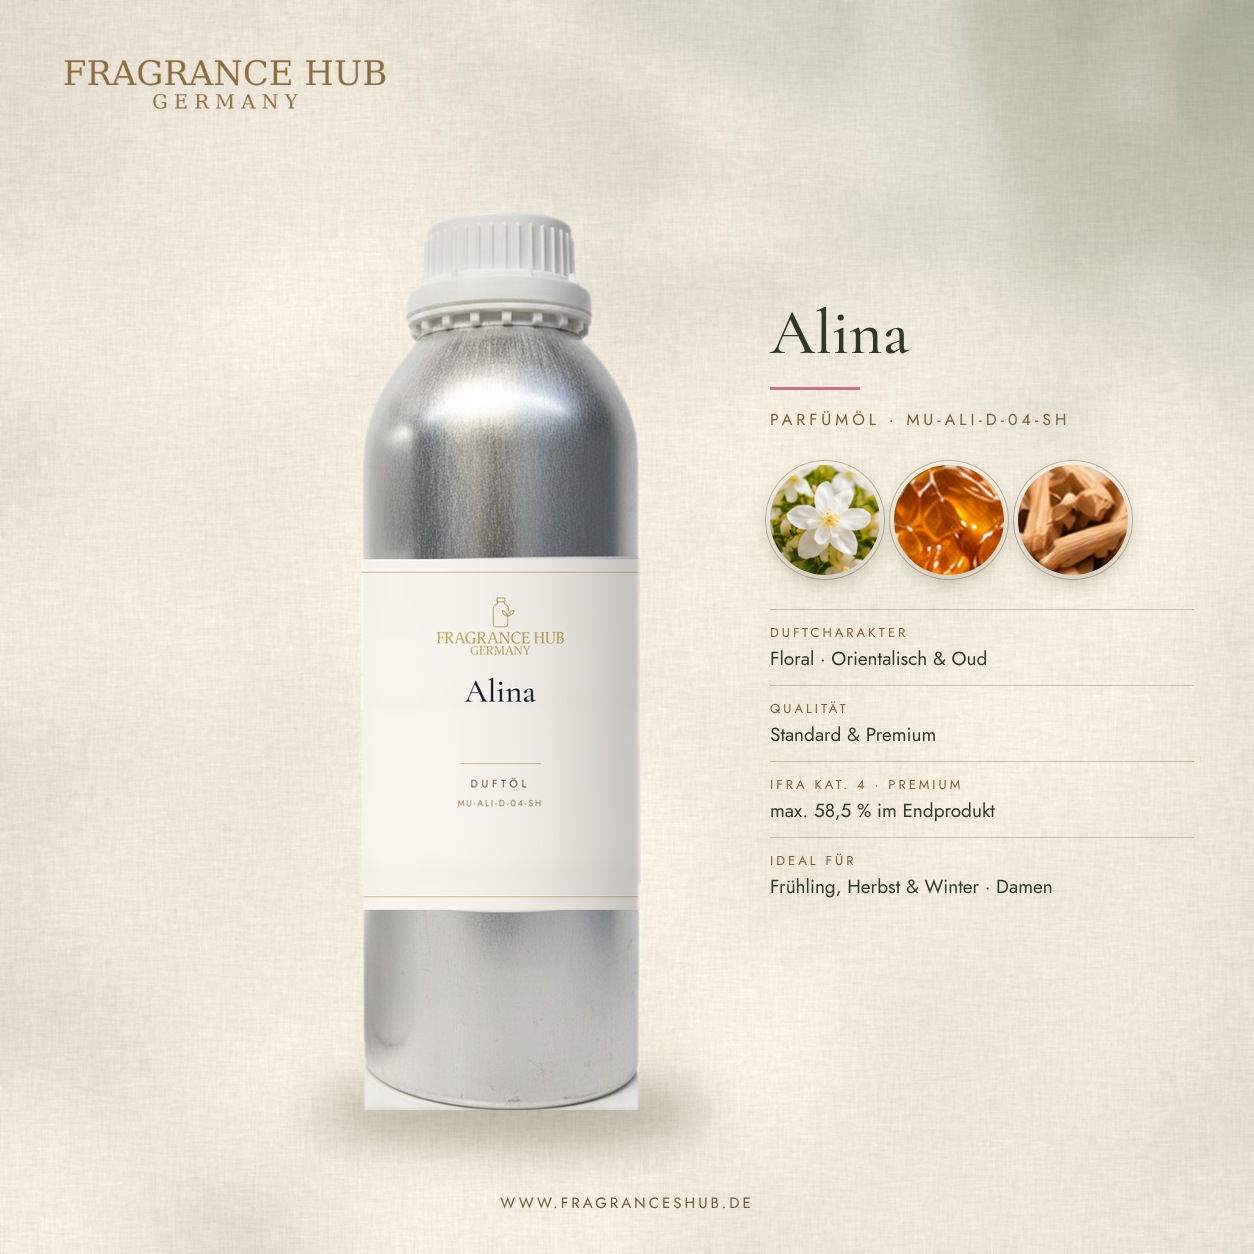 FRAGRANCE HUB
GERMANY
Alina
PARFÜMÖL · MU-ALI-D-04-SH
DUFTCHARAKTER
Floral · Orientalisch & Oud
QUALITÄT
Standard & Premium
IFRA KAT. 4 · PREMIUM
max. 58,5 % im Endprodukt
IDEAL FÜR
Frühling, Herbst & Winter · Damen
FRAGRANCE HUB
GERMANY
Alina
DUFTÖL
MU-ALI-D-04-SH
WWW.FRAGRANCESHUB.DE